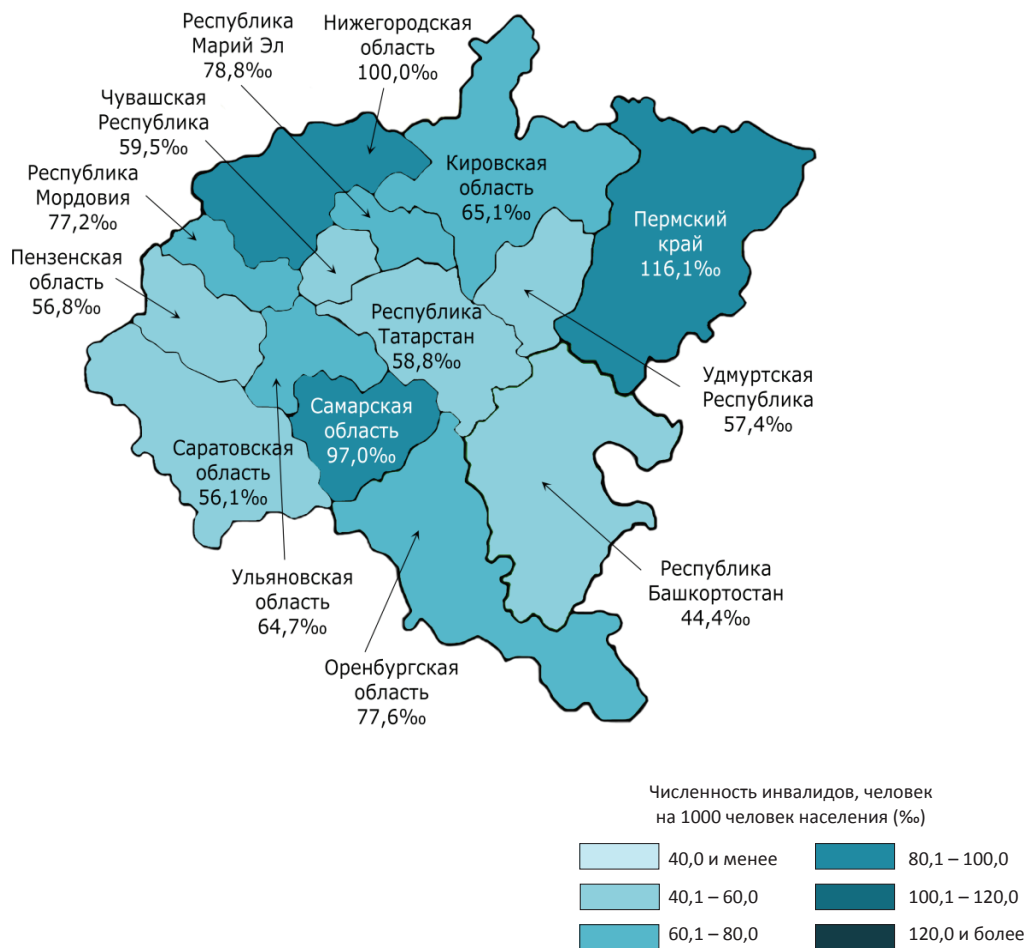 Республика
Марий Эл
78,8‰
Нижегородская
область
100,0‰
Чувашская
Республика
59,5‰
Республика
Мордовия
77,2‰
Пензенская
область
56,8‰
Кировская
область
65,1‰
Пермский
край
116,1‰
Республика
Татарстан
58,8‰
Удмуртская
Республика
57,4‰
Самарская
область
97,0‰
Саратовская
область
56,1‰
Ульяновская
область
64,7‰
Республика
Башкортостан
44,4‰
Оренбургская
область
77,6‰
Численность инвалидов, человек
на 1000 человек населения (‰)
40,0 и менее
40,1 – 60,0
60,1 – 80,0
80,1 – 100,0
100,1 – 120,0
120,0 и более